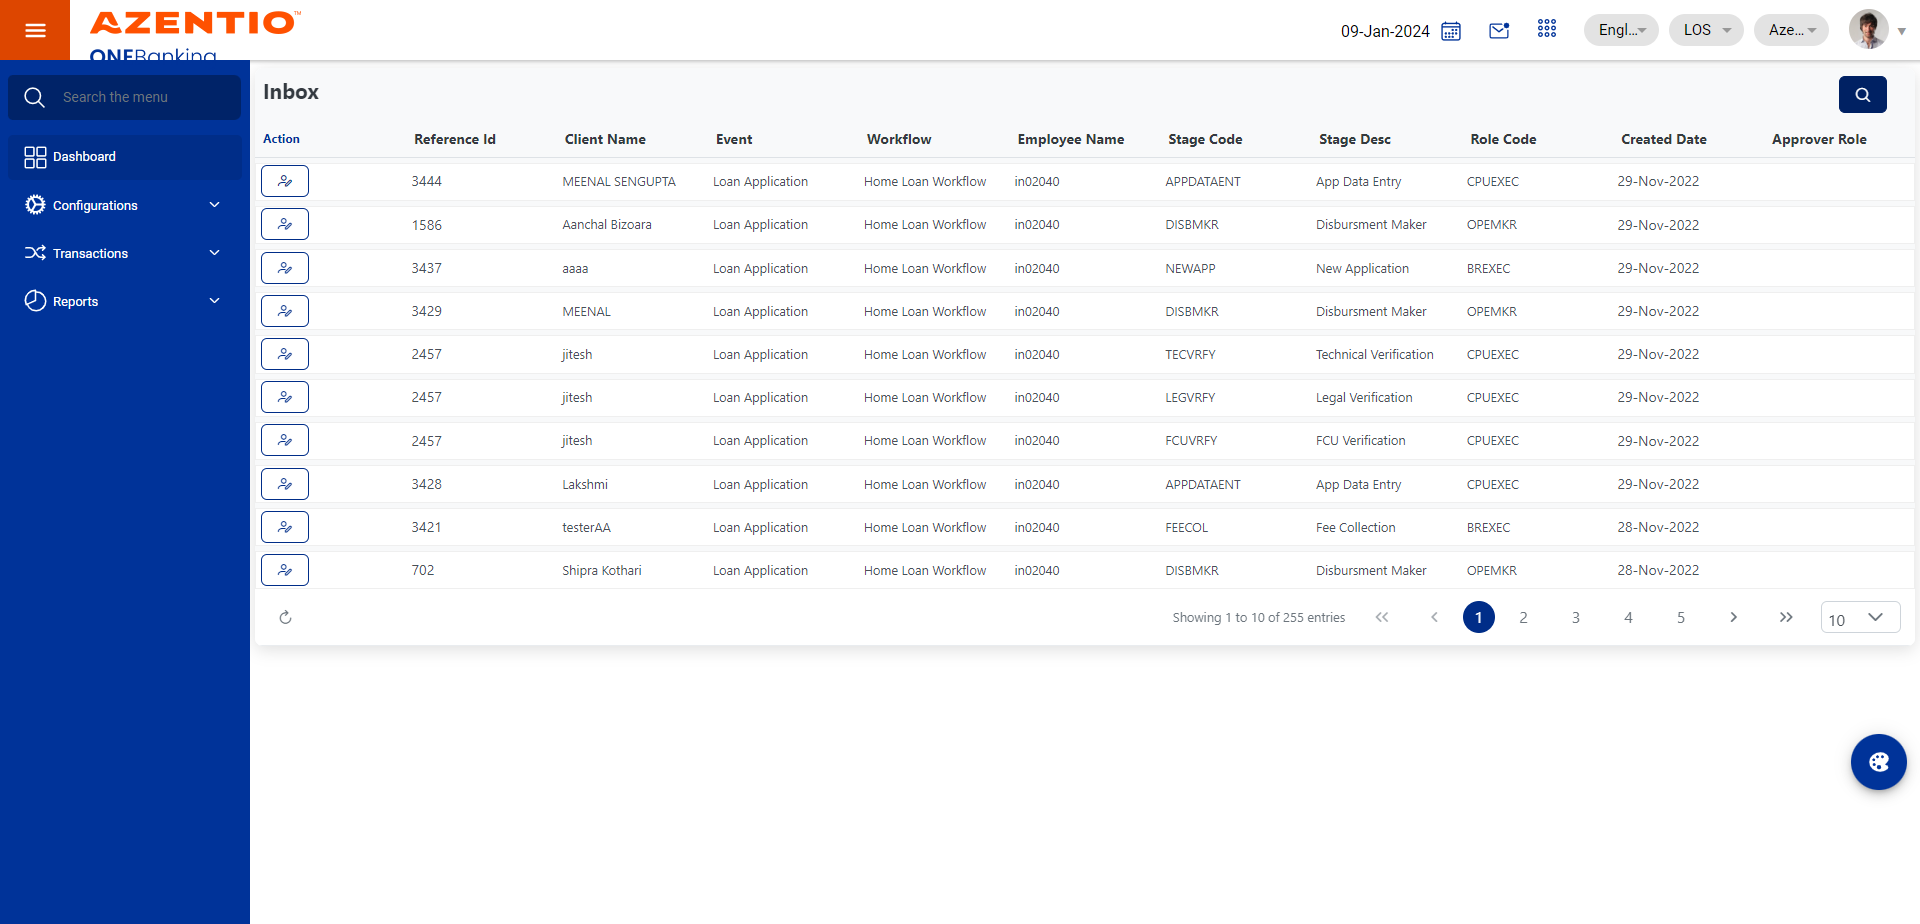 AZENTIO™
ONEBanking
09-Jan-2024
Engl...
LOS
Aze...
Search the menu
Dashboard
Configurations
Transactions
Reports
Inbox
Action Reference Id Client Name Event Workflow Employee Name Stage Code Stage Desc Role Code Created Date Approver Role
3444 MEENAL SENGUPTA Loan Application Home Loan Workflow in02040 APPDATAENT App Data Entry CPUEXEC 29-Nov-2022
1586 Aanchal Bizoara Loan Application Home Loan Workflow in02040 DISBMKR Disbursment Maker OPEMKR 29-Nov-2022
3437 aaaa Loan Application Home Loan Workflow in02040 NEWAPP New Application BREXEC 29-Nov-2022
3429 MEENAL Loan Application Home Loan Workflow in02040 DISBMKR Disbursment Maker OPEMKR 29-Nov-2022
2457 jitesh Loan Application Home Loan Workflow in02040 TECVRFY Technical Verification CPUEXEC 29-Nov-2022
2457 jitesh Loan Application Home Loan Workflow in02040 LEGVRFY Legal Verification CPUEXEC 29-Nov-2022
2457 jitesh Loan Application Home Loan Workflow in02040 FCUVRFY FCU Verification CPUEXEC 29-Nov-2022
3428 Lakshmi Loan Application Home Loan Workflow in02040 APPDATAENT App Data Entry CPUEXEC 29-Nov-2022
3421 testerAA Loan Application Home Loan Workflow in02040 FEECOL Fee Collection BREXEC 28-Nov-2022
702 Shipra Kothari Loan Application Home Loan Workflow in02040 DISBMKR Disbursment Maker OPEMKR 28-Nov-2022
Showing 1 to 10 of 255 entries 1 2 3 4 5 10